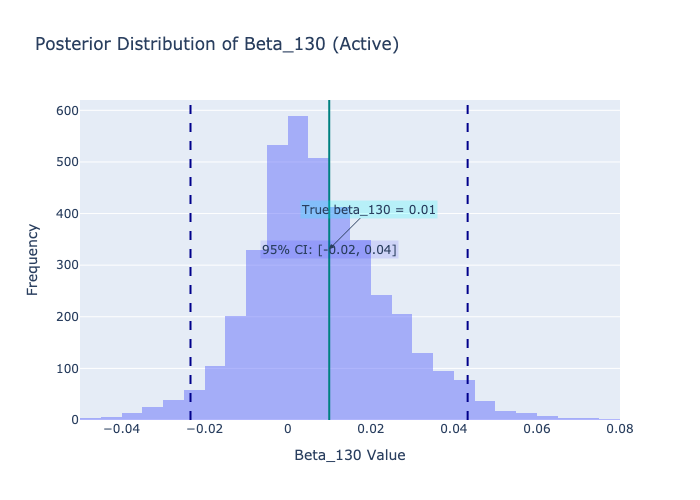 Posterior Distribution of Beta_130 (Active)
600
500
400
300
200
100
0
Frequency
True beta_130 = 0.01
95% CI: [-0.02, 0.04]
−0.04
−0.02
0
0.02
0.04
0.06
0.08
Beta_130 Value